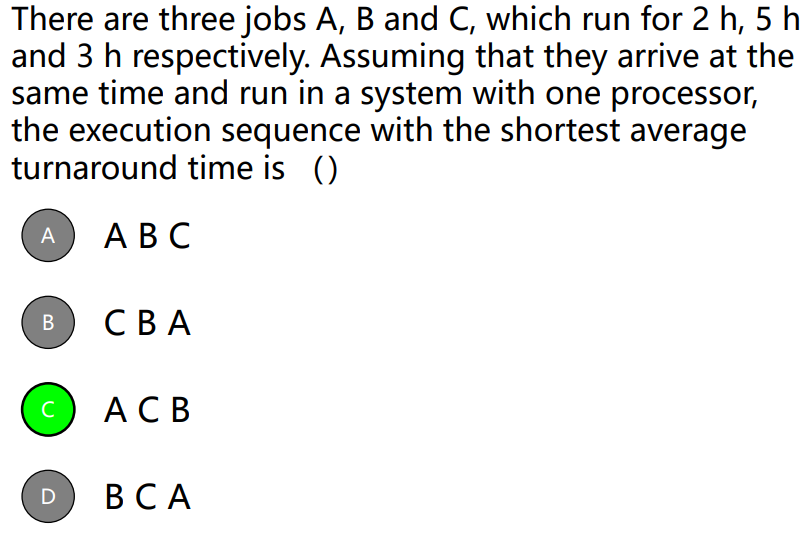 There are three jobs A, B and C, which run for 2 h, 5 h
and 3 h respectively. Assuming that they arrive at the
same time and run in a system with one processor,
the execution sequence with the shortest average
turnaround time is ()
A A B C
B C B A
C A C B
D B C A